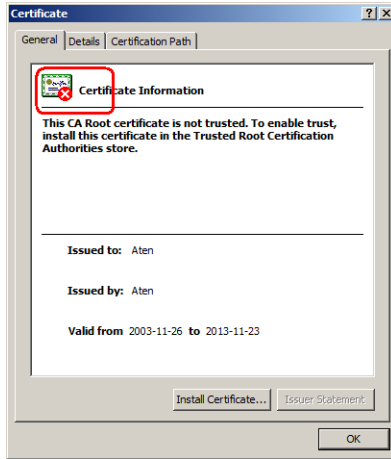 Certificate
General Details Certification Path
Certificate Information
This CA Root certificate is not trusted. To enable trust,
install this certificate in the Trusted Root Certification
Authorities store.
Issued to: Aten
Issued by: Aten
Valid from 2003-11-26 to 2013-11-23
Install Certificate... Issuer Statement
OK